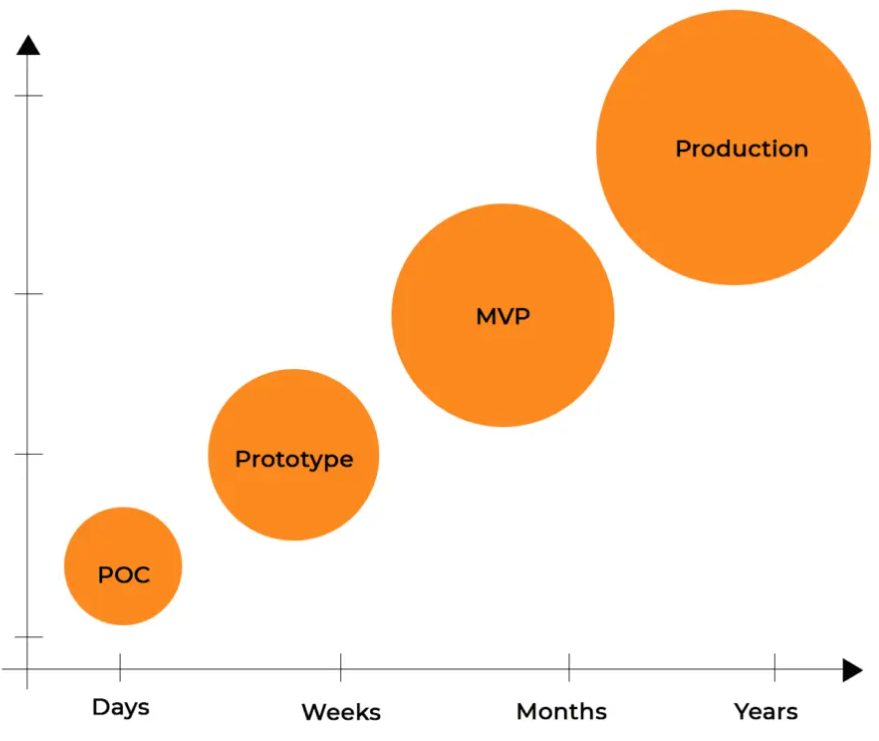 Production
MVP
Prototype
POC
Days
Weeks
Months
Years